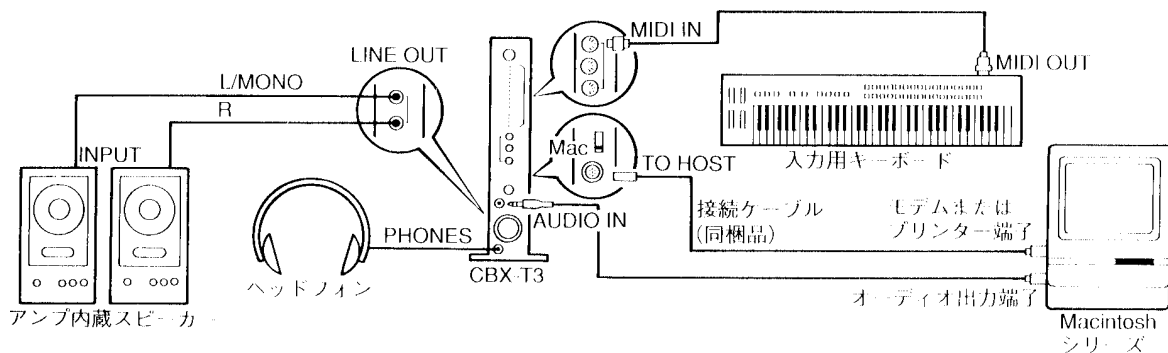 MIDI IN
LINE OUT
MIDI OUT
L/MONO
R
Mac
INPUT
TO HOST
入力用キーボード
接続ケーブル
(同梱品)
モデムまたは
プリンター端子
AUDIO IN
PHONES
CBX-T3
ヘッドフォン
オーディオ出力端子
アンプ内蔵スピーカー
Macintosh
シリーズ